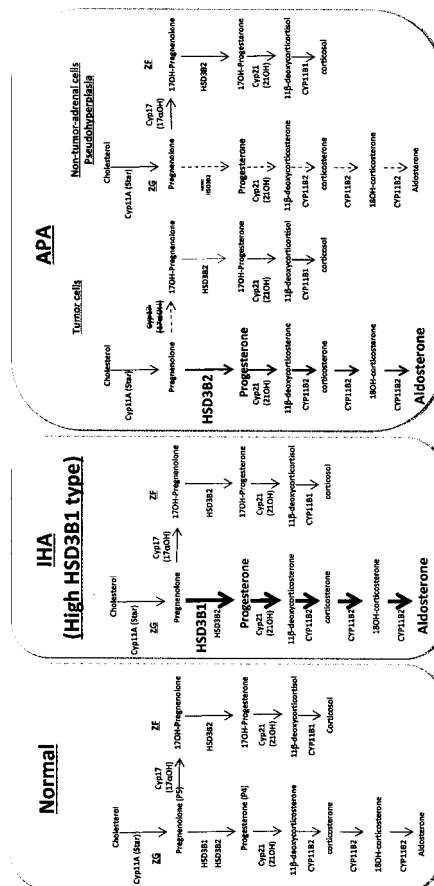 Normal
Cholesterol
Cyp11A (Star)
ZG
Pregnenolone (P5)
HSD3B1
HSD3B2
Progesterone (P4)
Cyp21
(21OH)
11β-deoxycorticosterone
CYP11B2
corticosterone
CYP11B2
18OH-corticosterone
CYP11B2
Aldosterone
Cyp17
(17αOH)
ZF
17OH-Pregnenolone
HSD3B2
17OH-Progesterone
Cyp21
(21OH)
11β-deoxycorticortisol
CYP11B1
Corticosol
IHA
(High HSD3B1 type)
Cholesterol
Cyp11A (Star)
ZG
Pregnenolone
HSD3B1
HSD3B2
Progesterone
Cyp21
(21OH)
11β-deoxycorticosterone
CYP11B2
corticosterone
CYP11B2
18OH-corticosterone
CYP11B2
Aldosterone
Cyp17
(17αOH)
ZF
17OH-Pregnenolone
HSD3B2
17OH-Progesterone
Cyp21
(21OH)
11β-deoxycorticortisol
CYP11B1
corticosol
APA
Tumor cells
Cholesterol
Cyp11A (Star)
Pregnenolone
HSD3B2
Progesterone
Cyp21
(21OH)
11β-deoxycorticosterone
CYP11B2
corticosterone
CYP11B2
18OH-corticosterone
CYP11B2
Aldosterone
Cyp17
(17αOH)
17OH-Pregnenolone
HSD3B2
17OH-Progesterone
Cyp21
(21OH)
11β-deoxycorticortisol
CYP11B1
corticosol
Non-tumor-adrenal cells
Pseudohyperplasia
Cholesterol
Cyp11A (Star)
ZG
Pregnenolone
HSD3B2
Progesterone
Cyp21
(21OH)
11β-deoxycorticosterone
CYP11B2
corticosterone
CYP11B2
18OH-corticosterone
CYP11B2
Aldosterone
Cyp17
(17αOH)
ZF
17OH-Pregnenolone
HSD3B2
17OH-Progesterone
Cyp21
(21OH)
11β-deoxycorticortisol
CYP11B1
corticosol